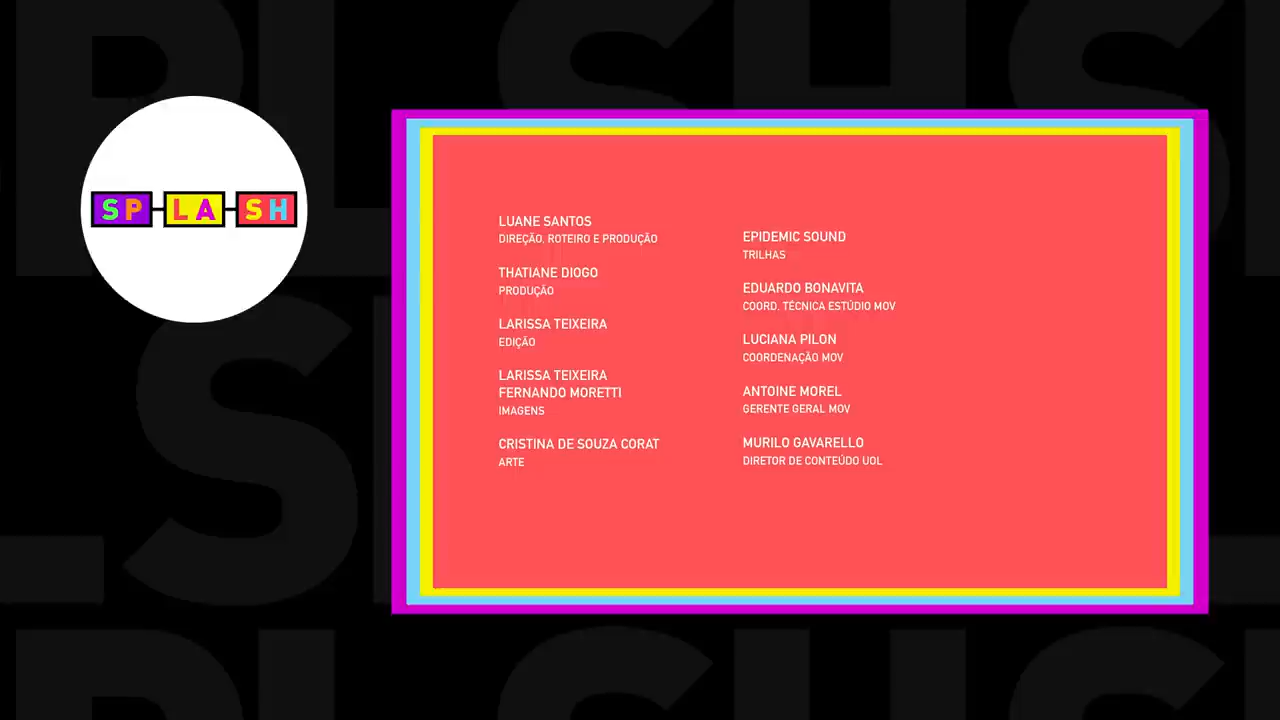 SPLASH
LUANE SANTOS
DIREÇÃO, ROTEIRO E PRODUÇÃO
THATIANE DIOGO
PRODUÇÃO
LARISSA TEIXEIRA
EDIÇÃO
LARISSA TEIXEIRA
FERNANDO MORETTI
IMAGENS
CRISTINA DE SOUZA CORAT
ARTE
EPIDEMIC SOUND
TRILHAS
EDUARDO BONAVITA
COORD. TÉCNICA ESTÚDIO MOV
LUCIANA PILON
COORDENAÇÃO MOV
ANTOINE MOREL
GERENTE GERAL MOV
MURILO GAVARELLO
DIRETOR DE CONTEÚDO UOL